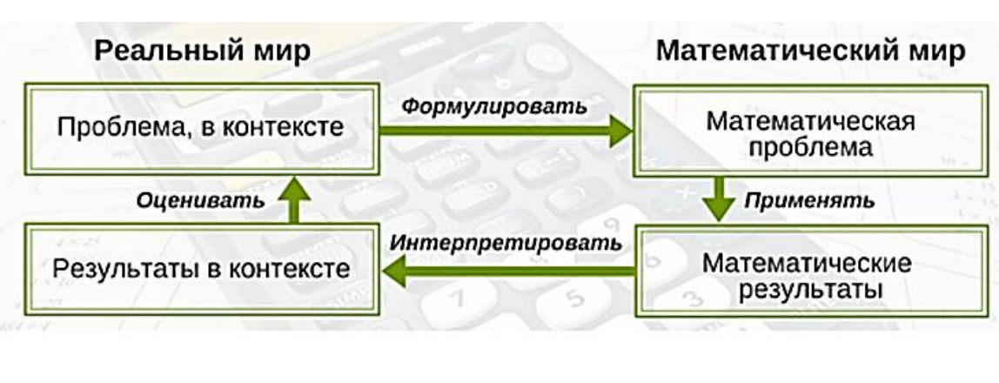 Реальный мир
Математический мир
Проблема, в контексте
Формулировать
Математическая
проблема
Оценивать
Применять
Результаты в контексте
Интерпретировать
Математические
результаты